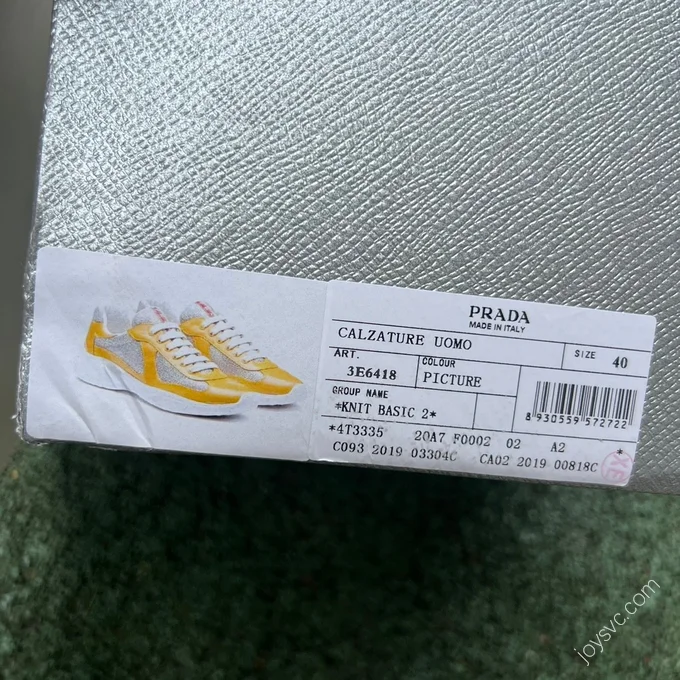 PRADA
MADE IN ITALY
CALZATURE UOMO
SIZE 40
ART. 3E6418
COLOUR PICTURE
GROUP NAME
*KNIT BASIC 2*
8 930559 572722
*4T3335 20A7 F0002 02 A2 *
C093 2019 03304C CA02 2019 00818C
XE
joysvc.com